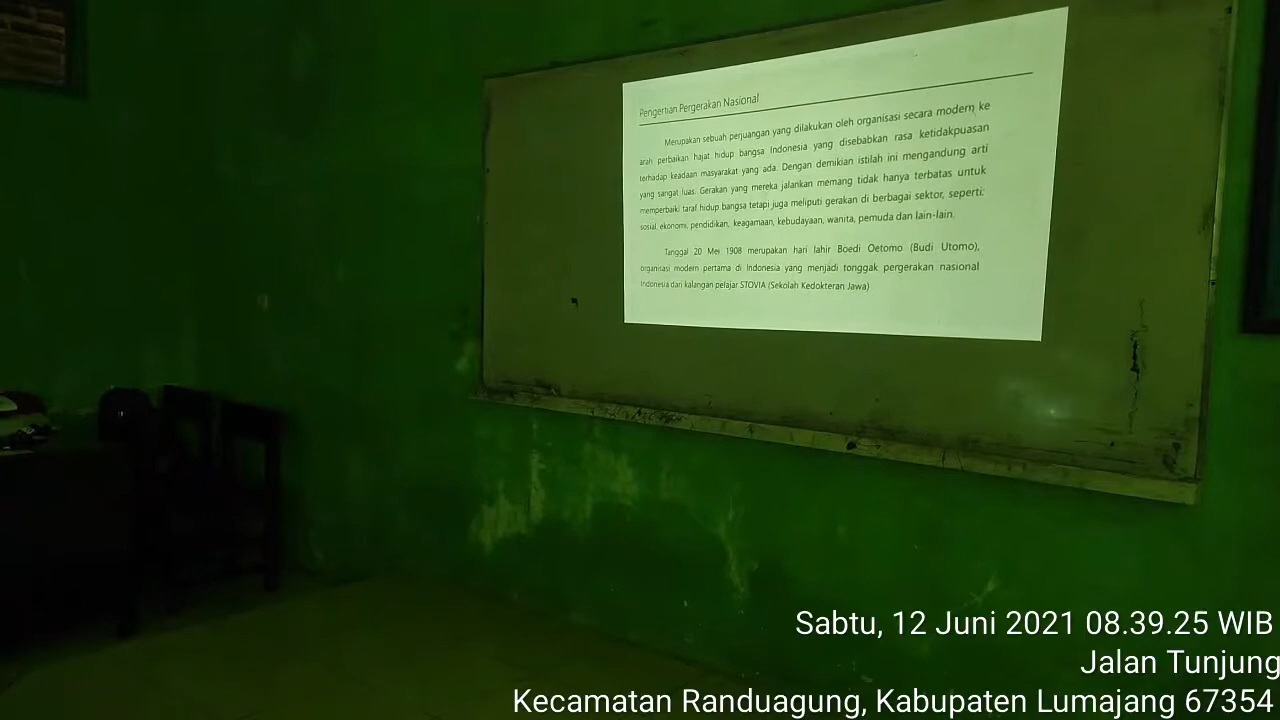 Pengertian Pergerakan Nasional
Merupakan sebuah perjuangan yang dilakukan oleh organisasi secara modern ke
arah perbaikan hajat hidup bangsa Indonesia yang disebabkan rasa ketidakpuasan
terhadap keadaan masyarakat yang ada. Dengan demikian istilah ini mengandung arti
yang sangat luas. Gerakan yang mereka jalankan memang tidak hanya terbatas untuk
memperbaiki taraf hidup bangsa tetapi juga meliputi gerakan di berbagai sektor, seperti:
sosial, ekonomi, pendidikan, keagamaan, kebudayaan, wanita, pemuda dan lain-lain.
Tanggal 20 Mei 1908 merupakan hari lahir Boedi Oetomo (Budi Utomo),
organisasi modern pertama di Indonesia yang menjadi tonggak pergerakan nasional
Indonesia dari kalangan pelajar STOVIA (Sekolah Kedokteran Jawa)
Sabtu, 12 Juni 2021 08.39.25 WIB
Jalan Tunjung
Kecamatan Randuagung, Kabupaten Lumajang 67354